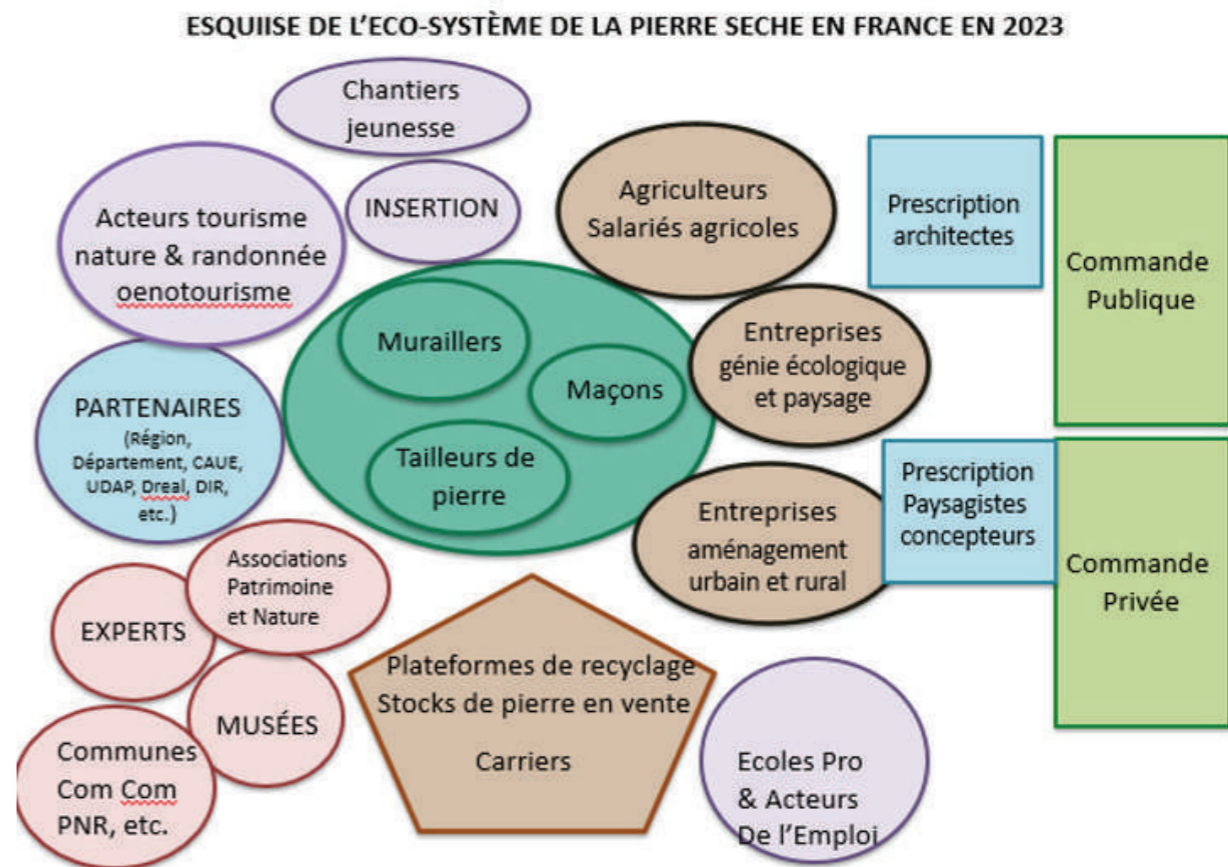 ESQUIISE DE L'ECO-SYSTÈME DE LA PIERRE SECHE EN FRANCE EN 2023
Chantiers
jeunesse
INSERTION
Acteurs tourisme
nature & randonnée
oenotourisme
Agriculteurs
Salariés agricoles
Prescription
architectes
Commande
Publique
Muraillers
Maçons
Tailleurs de
pierre
Entreprises
génie écologique
et paysage
PARTENAIRES
(Région,
Département, CAUE,
UDAP, Dreal, DIR,
etc.)
Entreprises
aménagement
urbain et rural
Prescription
Paysagistes
concepteurs
Commande
Privée
Associations
Patrimoine
et Nature
EXPERTS
MUSÉES
Communes
Com Com
PNR, etc.
Plateformes de recyclage
Stocks de pierre en vente
Carriers
Ecoles Pro
& Acteurs
De l'Emploi